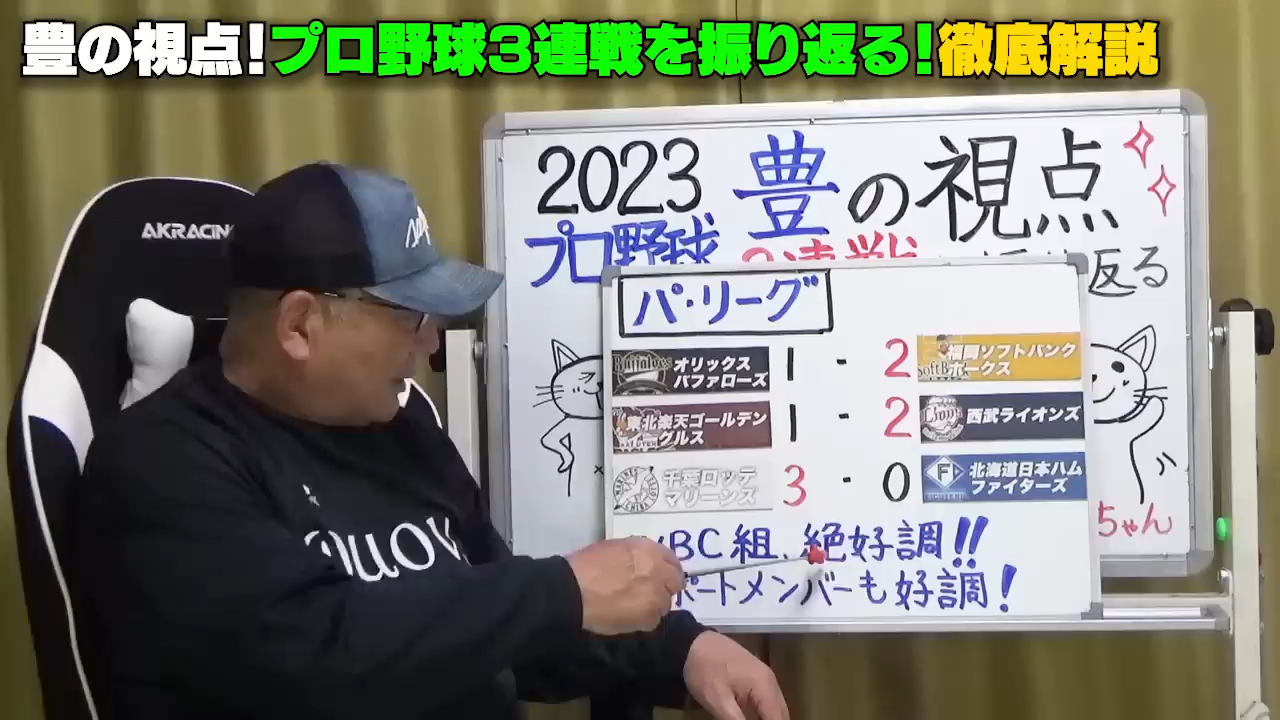 豊の視点!プロ野球3連戦を振り返る!徹底解説
AKRACING
2023 豊の視点
プロ野球 3連戦
返る
パ・リーグ
Buffaloes オリックス バファローズ 1 - 2 福岡ソフトバンク ホークス
東北楽天ゴールデン グルス 1 - 2 Lions 西武ライオンズ
千葉ロッテ マリーンズ 3 - 0 F 北海道日本ハム ファイターズ
ちゃん
WBC組、絶好調!!
ポートメンバーも好調!